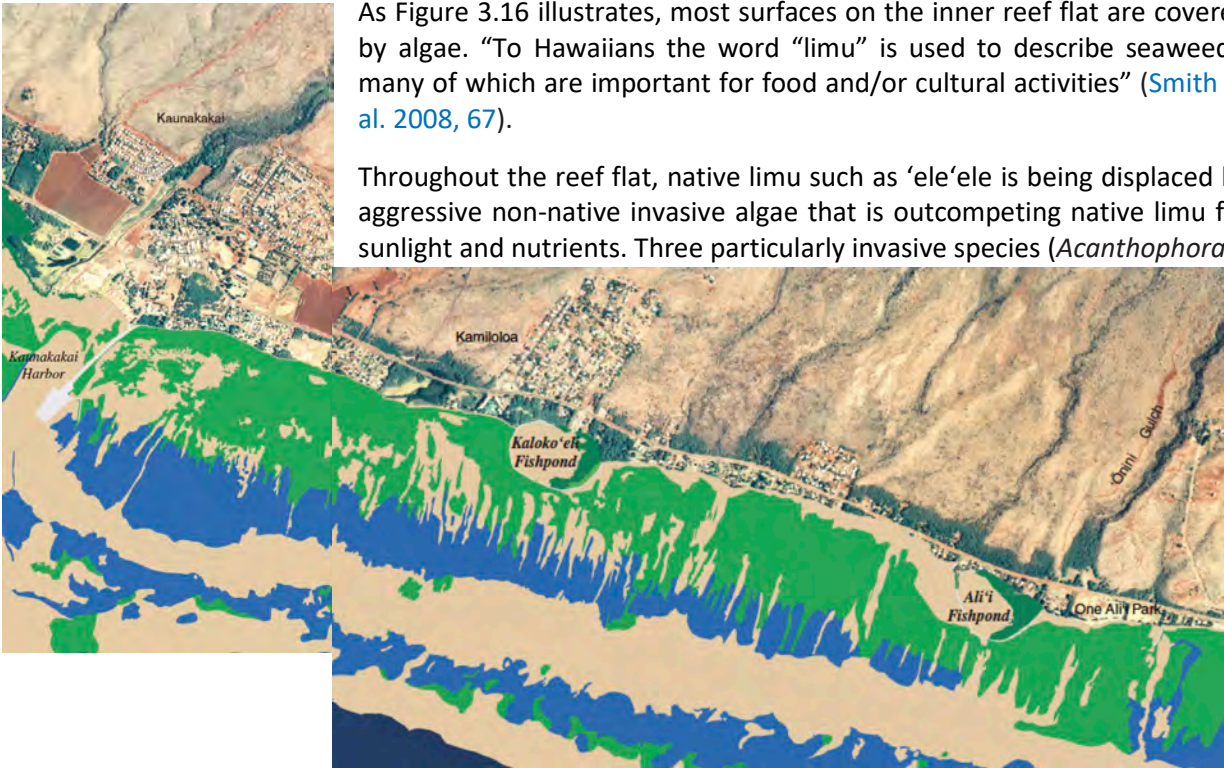 As Figure 3.16 illustrates, most surfaces on the inner reef flat are covere
by algae. “To Hawaiians the word “limu” is used to describe seaweed
many of which are important for food and/or cultural activities” (Smith
al. 2008, 67).
Throughout the reef flat, native limu such as ‘ele‘ele is being displaced
aggressive non-native invasive algae that is outcompeting native limu f
sunlight and nutrients. Three particularly invasive species (Acanthophora
Kaunakakai
Kaunakakai
Harbor
Kamiloloa
Kaloko‘eli
Fishpond
Onini Gulch
Ali‘i
Fishpond
One Ali‘i Park